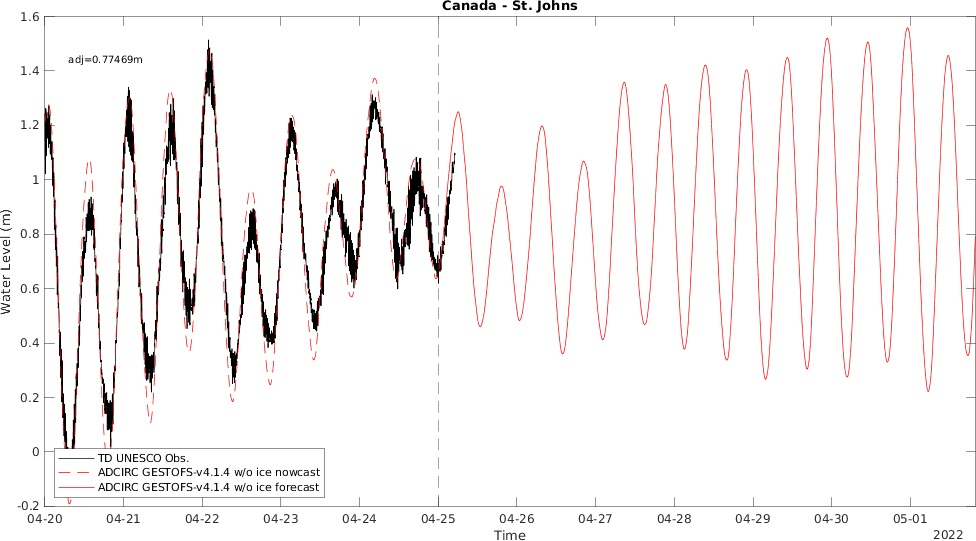 Canada - St. Johns
adj=0.77469m
Water Level (m)
1.6
1.4
1.2
1
0.8
0.6
0.4
0.2
0
-0.2
TD UNESCO Obs.
ADCIRC GESTOFS-v4.1.4 w/o ice nowcast
ADCIRC GESTOFS-v4.1.4 w/o ice forecast
04-20 04-21 04-22 04-23 04-24 04-25 04-26 04-27 04-28 04-29 04-30 05-01
Time
2022